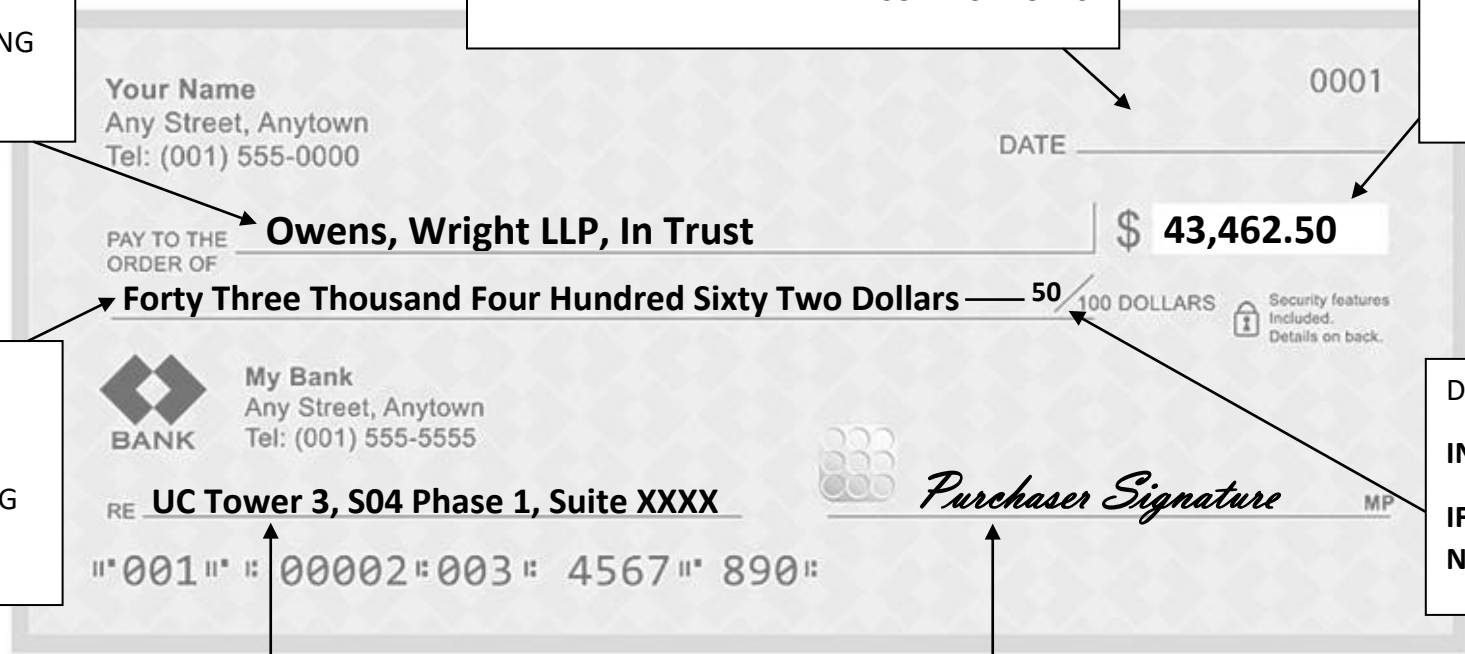 NG
Your Name
Any Street, Anytown
Tel: (001) 555-0000
0001
DATE
PAY TO THE ORDER OF Owens, Wright LLP, In Trust $ 43,462.50
Forty Three Thousand Four Hundred Sixty Two Dollars —— 50/100 DOLLARS
Security features
Included.
Details on back.
BANK
My Bank
Any Street, Anytown
Tel: (001) 555-5555
G
D
IN
N
RE UC Tower 3, S04 Phase 1, Suite XXXX
Purchaser Signature MP
⑈001⑈ ⑆00002⑆003⑆ 4567⑈ 890⑆